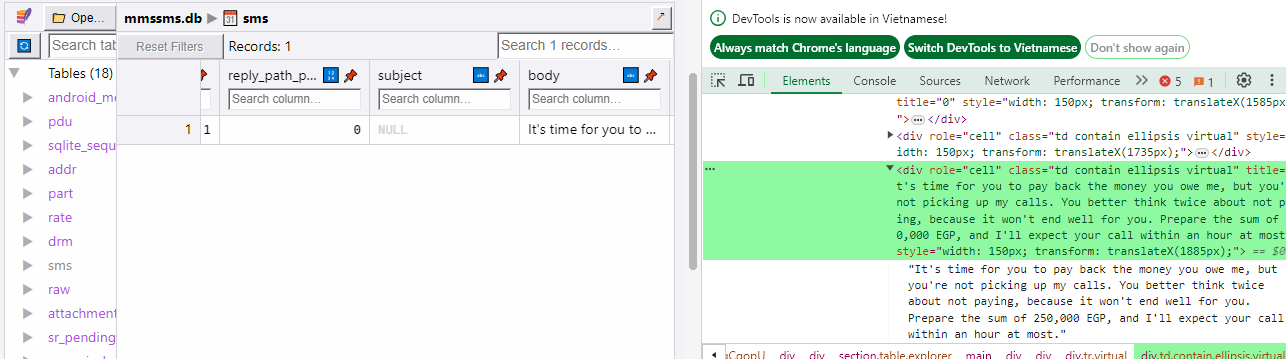 Ope...
mmssms.db ▶ sms
Search tab
Reset Filters
Records: 1
Search 1 records...
Tables (18)
android_me
pdu
sqlite_sequ
addr
part
rate
drm
sms
raw
attachment
sr_pending
reply_path_p...
subject
body
Search column...
Search column...
Search column...
1
1
0
NULL
It's time for you to ...
DevTools is now available in Vietnamese!
Always match Chrome's language
Switch DevTools to Vietnamese
Don't show again
Elements
Console
Sources
Network
Performance
5
1
title="0" style="width: 150px; transform: translateX(1585px
"> </div>
<div role="cell" class="td contain ellipsis virtual" style=
idth: 150px; transform: translateX(1735px);"> </div>
<div role="cell" class="td contain ellipsis virtual" title=
t's time for you to pay back the money you owe me, but you'
not picking up my calls. You better think twice about not p
ing, because it won't end well for you. Prepare the sum of
0,000 EGP, and I'll expect your call within an hour at most
style="width: 150px; transform: translateX(1885px);"> == $0
"It's time for you to pay back the money you owe me, but
you're not picking up my calls. You better think twice
about not paying, because it won't end well for you.
Prepare the sum of 250,000 EGP, and I'll expect your call
within an hour at most."
div
div
section.table.explorer
main
div
div
div.tr.virtual
div.td.contain.ellipsis.virtual